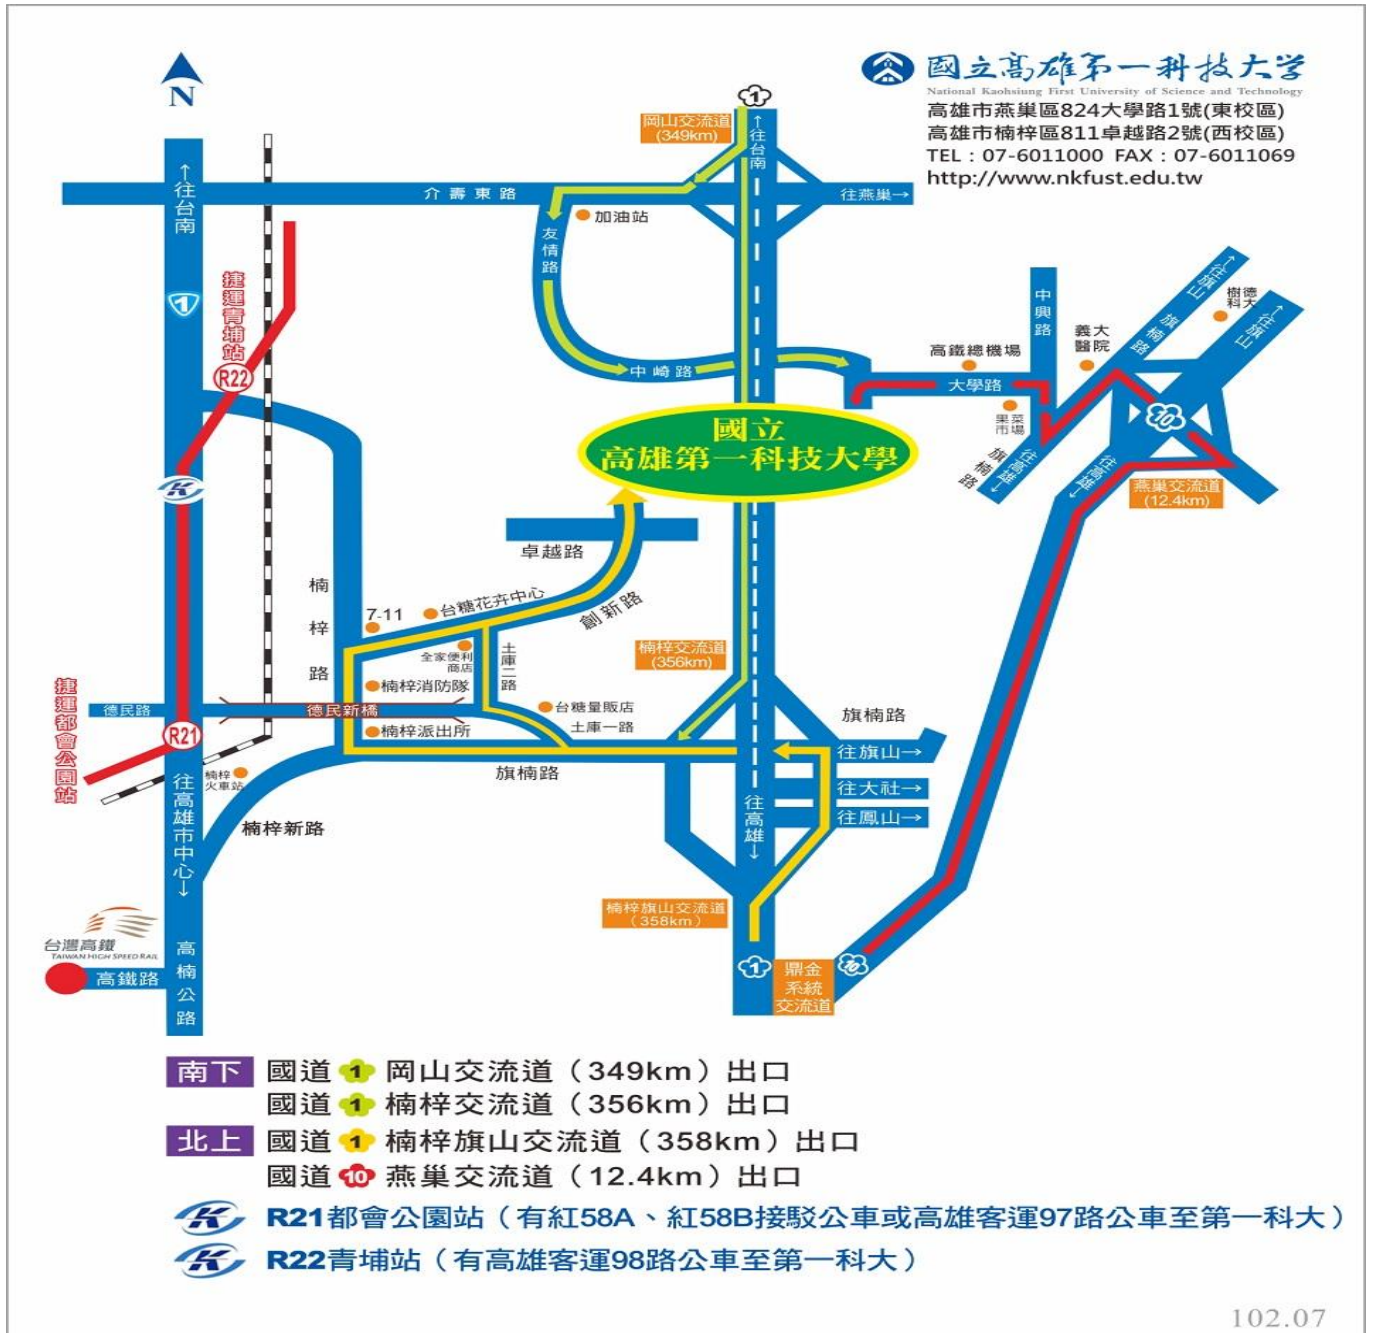 N
國立高雄第一科技大学
National Kaohsiung First University of Science and Technology
高雄市燕巢區824大學路1號(東校區)
高雄市楠梓區811卓越路2號(西校區)
TEL：07-6011000 FAX：07-6011069
http://www.nkfust.edu.tw
1
岡山交流道
(349km)
←往台南
←往台南
介壽東路
往燕巢→
加油站
友情路
1
捷運青埔站
R22
中崎路
中興路
←往旗山
旗楠路
樹德
科大
←往旗山
義大
醫院
高鐵總機場
大學路
果菜
市場
旗楠路
往高雄→
10
往高雄→
燕巢交流道
(12.4km)
國立
高雄第一科技大學
K
卓越路
創新路
楠梓路
7-11
台糖花卉中心
全家便利
商店
土庫二路
楠梓交流道
(356km)
楠梓消防隊
捷運都會公園站
德民路
德民新橋
R21
楠梓派出所
台糖量販店
土庫一路
旗楠路
旗楠路
往旗山→
往大社→
往鳳山→
楠梓
火車站
楠梓新路
往高雄市中心→
往高雄→
楠梓旗山交流道
(358km)
台灣高鐵
TAIWAN HIGH SPEED RAIL
高鐵路
高楠公路
1
鼎金
系統
交流道
10
南下 國道 1 岡山交流道（349km）出口
國道 1 楠梓交流道（356km）出口
北上 國道 1 楠梓旗山交流道（358km）出口
國道 10 燕巢交流道（12.4km）出口
K R21都會公園站（有紅58A、紅58B接駁公車或高雄客運97路公車至第一科大）
K R22青埔站（有高雄客運98路公車至第一科大）
102.07